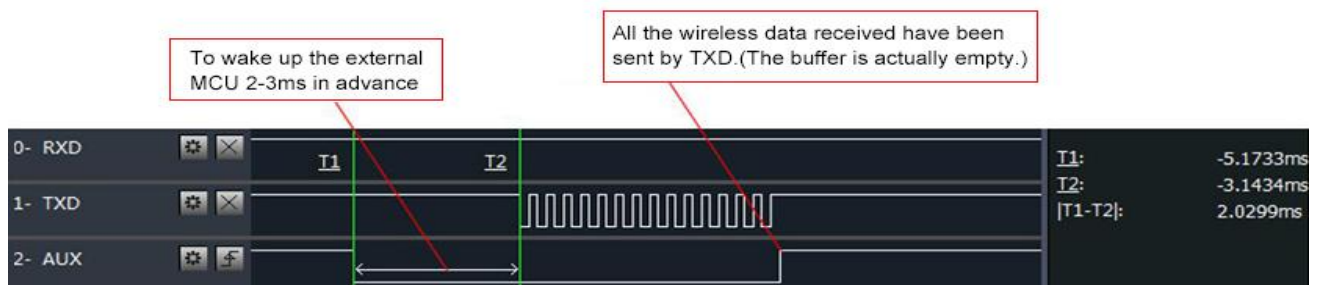 To wake up the external
MCU 2-3ms in advance
All the wireless data received have been
sent by TXD.(The buffer is actually empty.)
0- RXD
T1
T2
T1: -5.1733ms
T2: -3.1434ms
|T1-T2|: 2.0299ms
1- TXD
2- AUX